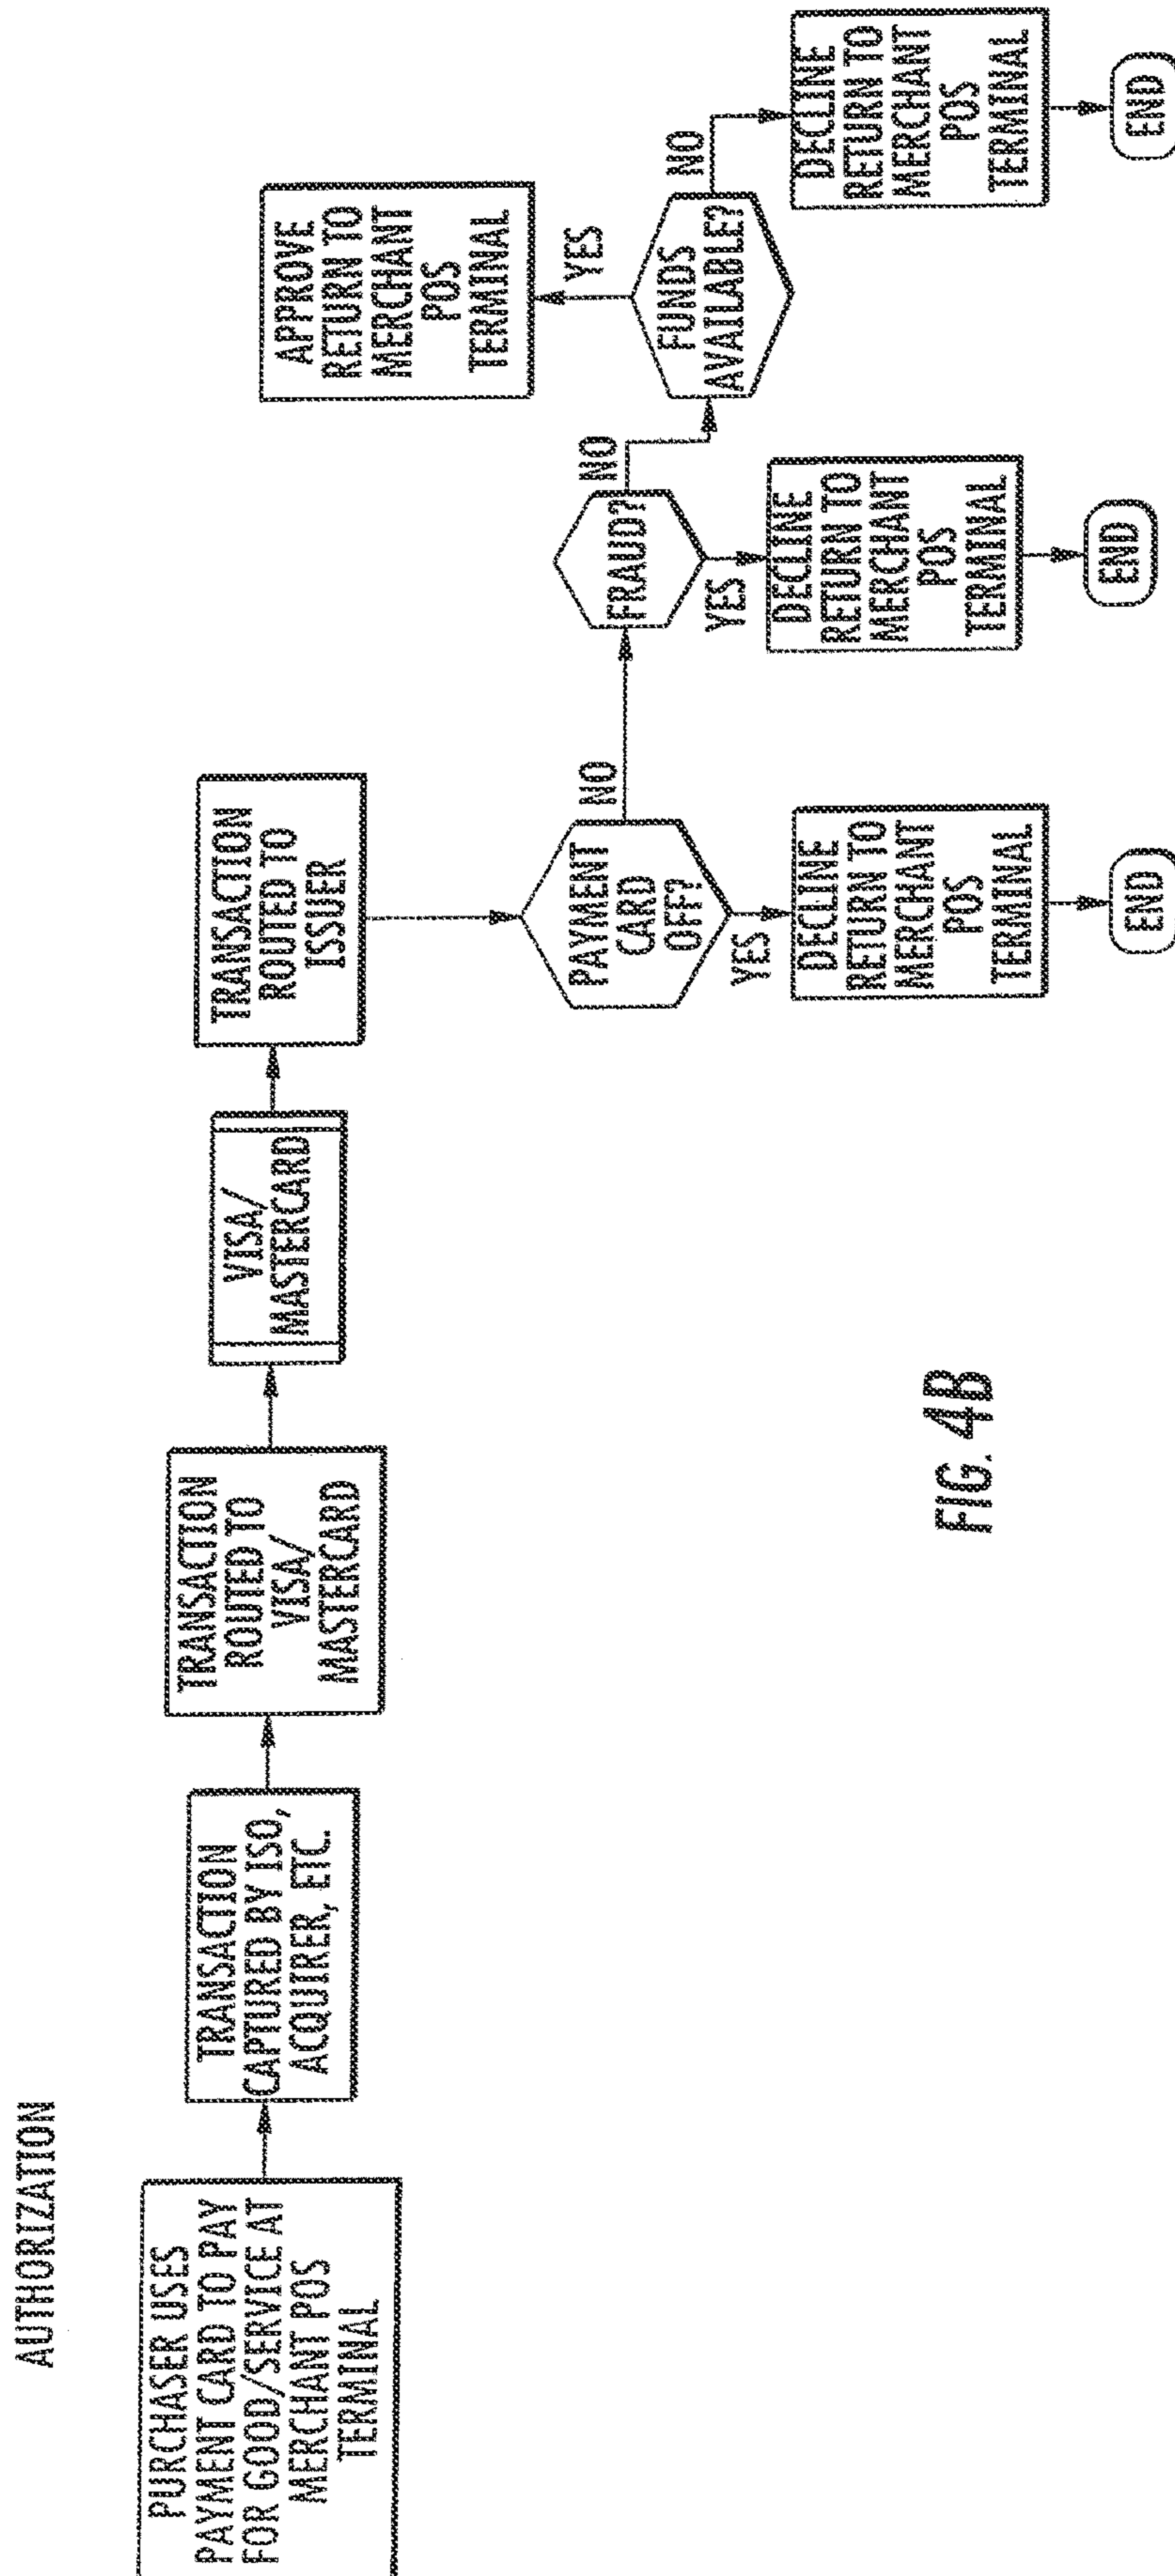 AUTHORIZATION
PURCHASER USES
PAYMENT CARD TO PAY
FOR GOOD/SERVICE AT
MERCHANT POS
TERMINAL
TRANSACTION
CAPTURED BY ISO,
ACQUIRER, ETC.
TRANSACTION
ROUTED TO
VISA/
MASTERCARD
VISA/
MASTERCARD
TRANSACTION
ROUTED TO
ISSUER
PAYMENT
CARD
OFF?
YES
DECLINE
RETURN TO
MERCHANT
POS
TERMINAL
END
NO
FRAUD?
YES
DECLINE
RETURN TO
MERCHANT
POS
TERMINAL
END
NO
FUNDS
AVAILABLE?
YES
APPROVE
RETURN TO
MERCHANT
POS
TERMINAL
NO
DECLINE
RETURN TO
MERCHANT
POS
TERMINAL
END
FIG. 4B